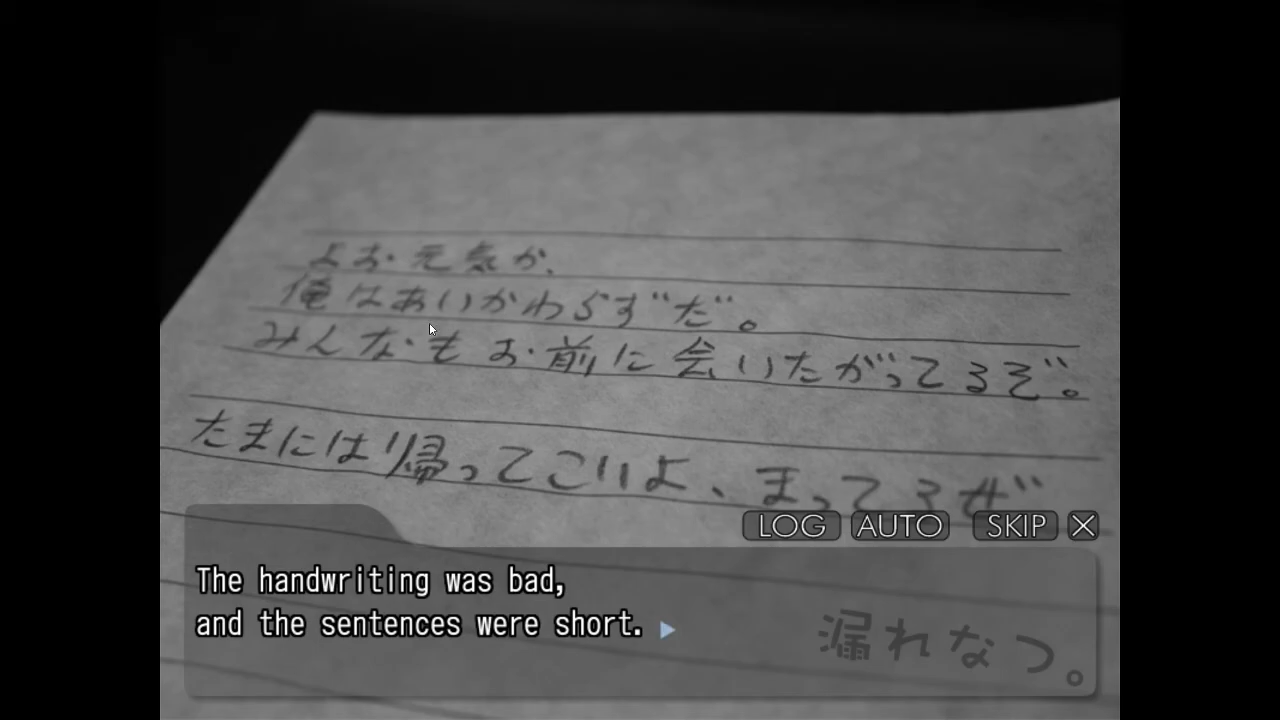 よお元気か、
俺はあいかわらずだ。
みんなもお前に会いたがってるぞ。
たまには帰ってこいよ、まってるぜ
LOG AUTO SKIP
The handwriting was bad,
and the sentences were short.
漏れなつ。